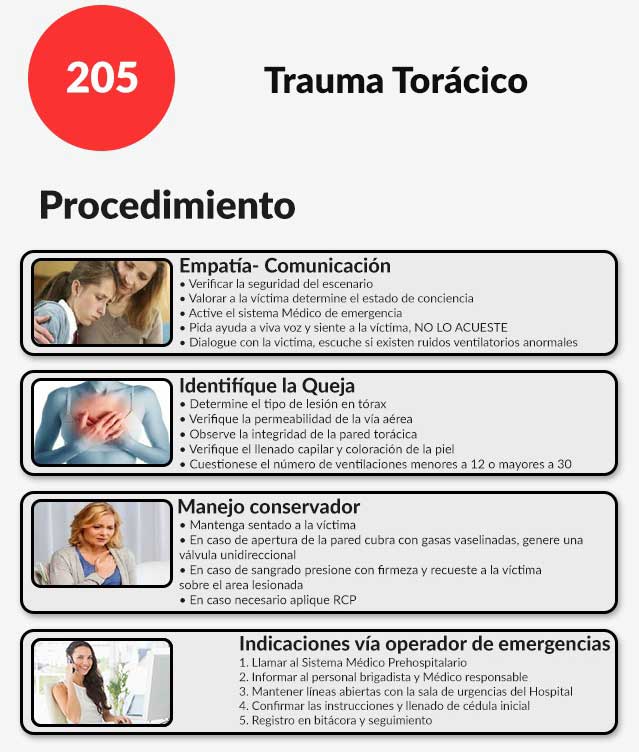 205
Trauma Torácico
Procedimiento
Empatía- Comunicación
• Verificar la seguridad del escenario
• Valorar a la víctima determine el estado de conciencia
• Active el sistema Médico de emergencia
• Pida ayuda a viva voz y siente a la víctima, NO LO ACUESTE
• Dialogue con la victima, escuche si existen ruidos ventilatorios anormales
Identifíque la Queja
• Determine el tipo de lesión en tórax
• Verifique la permeabilidad de la vía aérea
• Observe la integridad de la pared torácica
• Verifique el llenado capilar y coloración de la piel
• Cuestionese el número de ventilaciones menores a 12 o mayores a 30
Manejo conservador
• Mantenga sentado a la víctima
• En caso de apertura de la pared cubra con gasas vaselinadas, genere una
válvula unidireccional
• En caso de sangrado presione con firmeza y recueste a la víctima
sobre el area lesionada
• En caso necesario aplique RCP
Indicaciones vía operador de emergencias
1. Llamar al Sistema Médico Prehospitalario
2. Informar al personal brigadista y Médico responsable
3. Mantener líneas abiertas con la sala de urgencias del Hospital
4. Confirmar las instrucciones y llenado de cédula inicial
5. Registro en bitácora y seguimiento